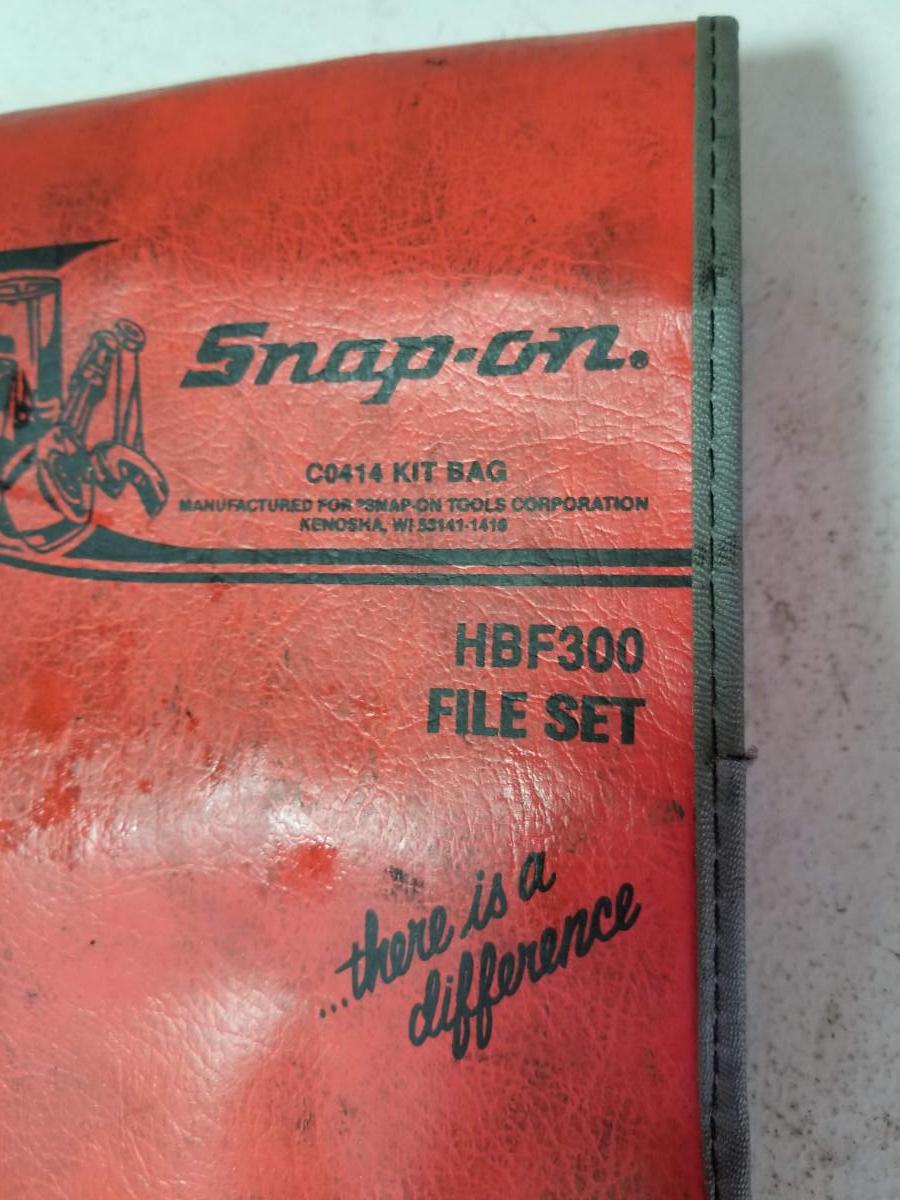 Snap-on®
C0414 KIT BAG
MANUFACTURED FOR SNAP-ON TOOLS CORPORATION
KENOSHA, WI 53141-1410
HBF300
FILE SET
...there is a
difference